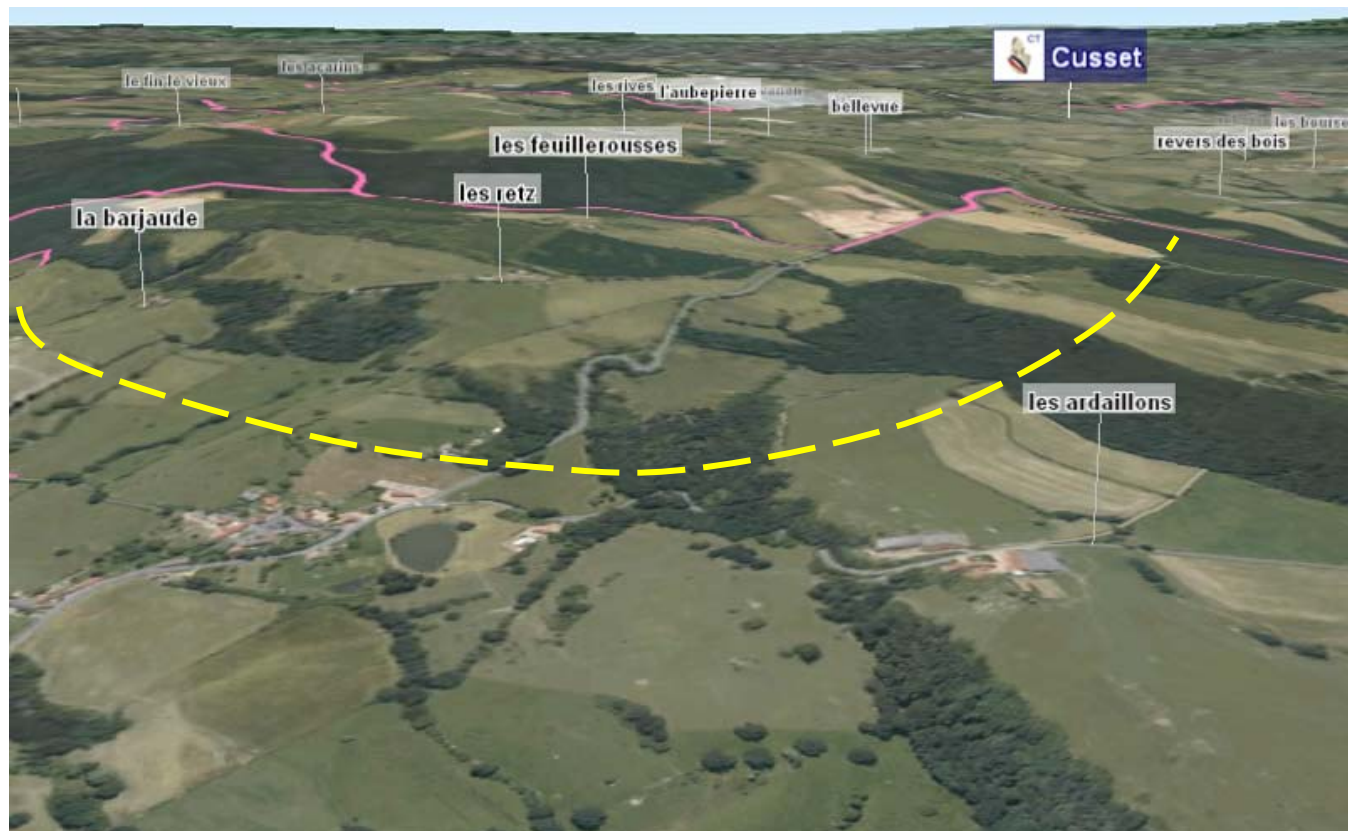 CT
Cusset
le fin le vieux
les acarins
les rives
l'aubepierre
bellevue
les bourse
revers des bois
les feuillerousses
les retz
la barjaude
les ardaillons